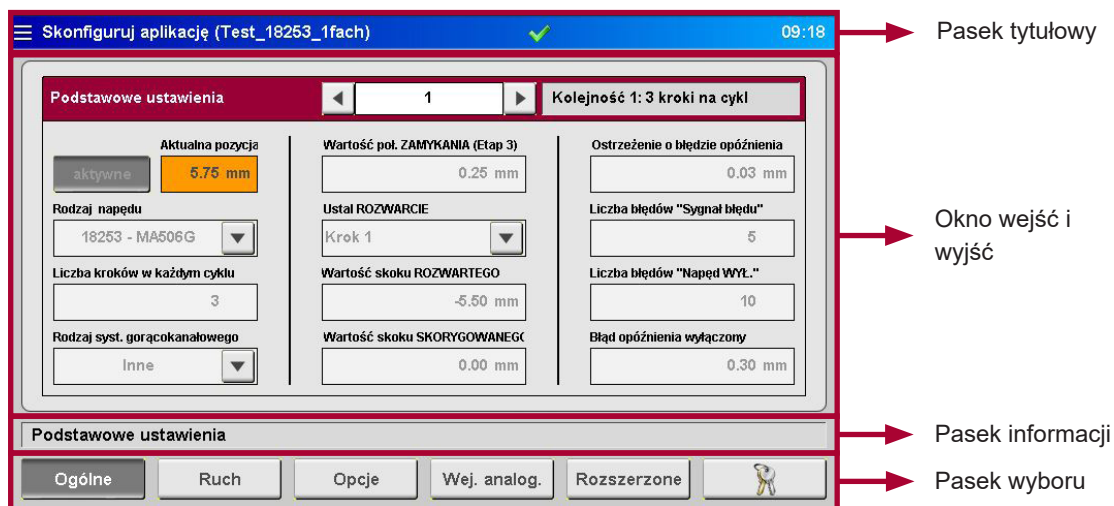 Skonfiguruj aplikację (Test_18253_1fach) 09:18
Pasek tytułowy
Podstawowe ustawienia 1 Kolejność 1: 3 kroki na cykl
Aktualna pozycja
aktywne 5.75 mm
Rodzaj napędu
18253 - MA506G
Liczba kroków w każdym cyklu
3
Rodzaj syst. gorącokanałowego
Inne
Wartość poł. ZAMYKANIA (Etap 3)
0.25 mm
Ustal ROZWARCIE
Krok 1
Wartość skoku ROZWARTEGO
-5.50 mm
Wartość skoku SKORYGOWANEG(
0.00 mm
Ostrzeżenie o błędzie opóźnienia
0.03 mm
Liczba błędów "Sygnał błędu"
5
Liczba błędów "Napęd WYŁ."
10
Błąd opóźnienia wyłączony
0.30 mm
Okno wejść i
wyjść
Podstawowe ustawienia
Pasek informacji
Ogólne Ruch Opcje Wej. analog. Rozszerzone
Pasek wyboru